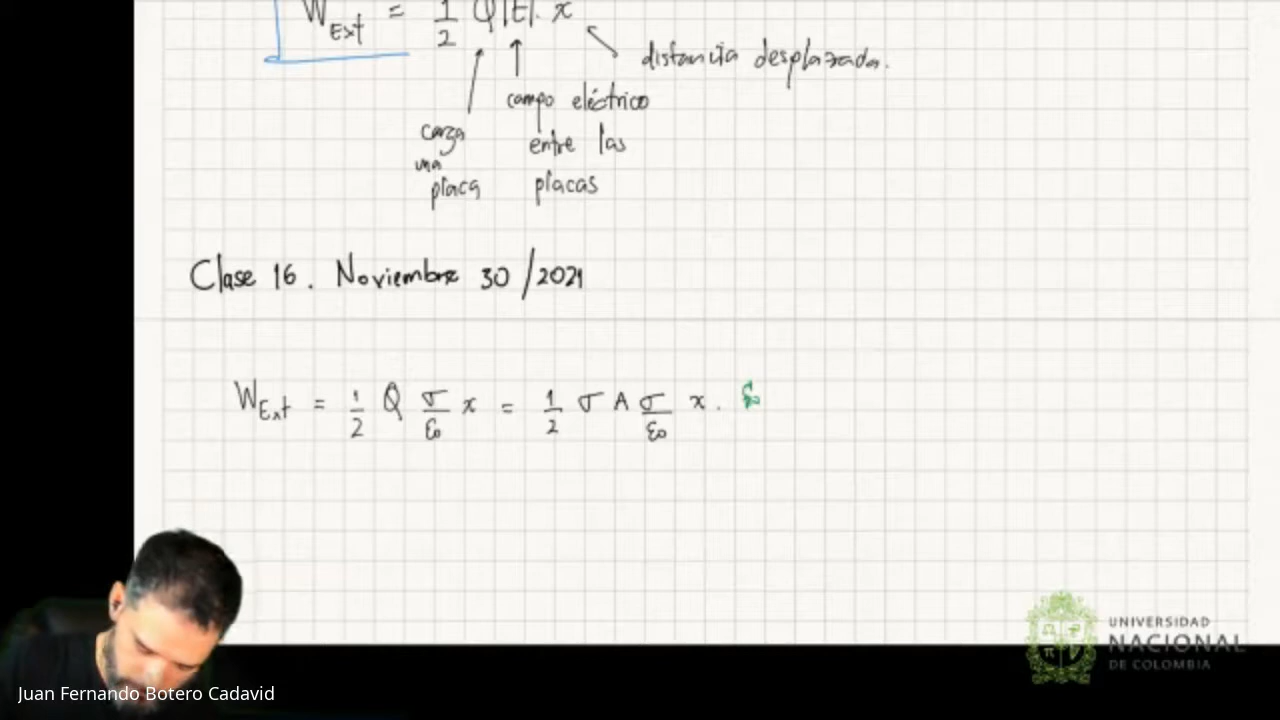 W_Ext = 1/2 Q|E|. x
distancia desplazada.
campo eléctrico
entre las
placas
carga
una
placa
Clase 16. Noviembre 30/2021
W_Ext = 1/2 Q σ/ε₀ x = 1/2 σ A σ/ε₀ x. ε₀
UNIVERSIDAD
NACIONAL
DE COLOMBIA
Juan Fernando Botero Cadavid